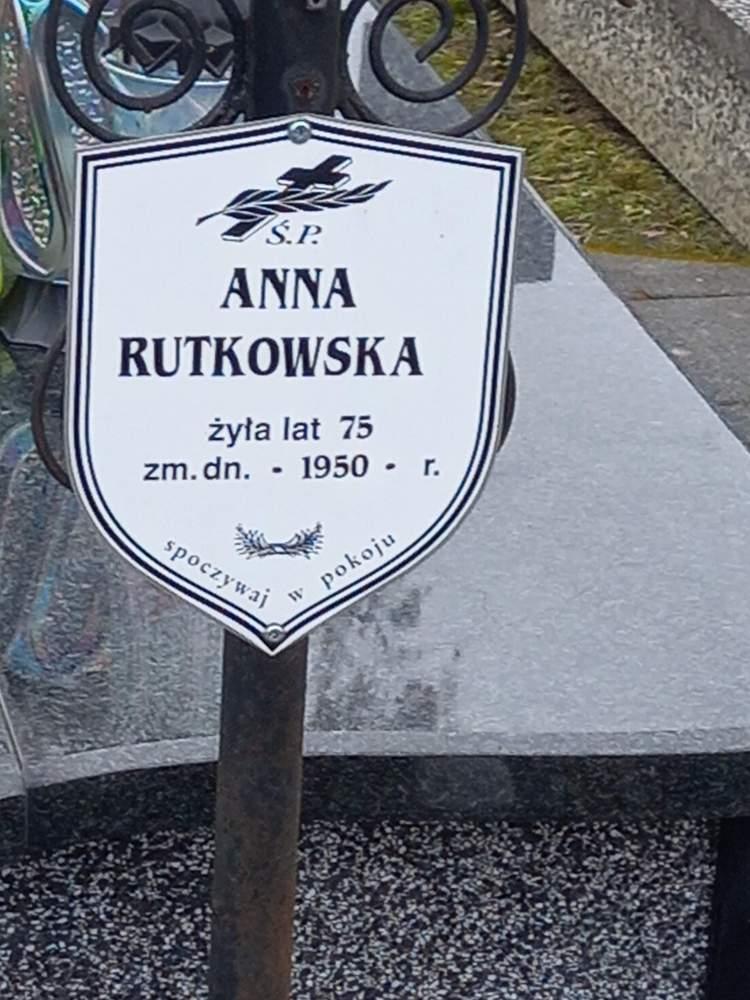 Ś.P.
ANNA
RUTKOWSKA
żyła lat 75
zm. dn. - 1950 - r.
spoczywaj w pokoju